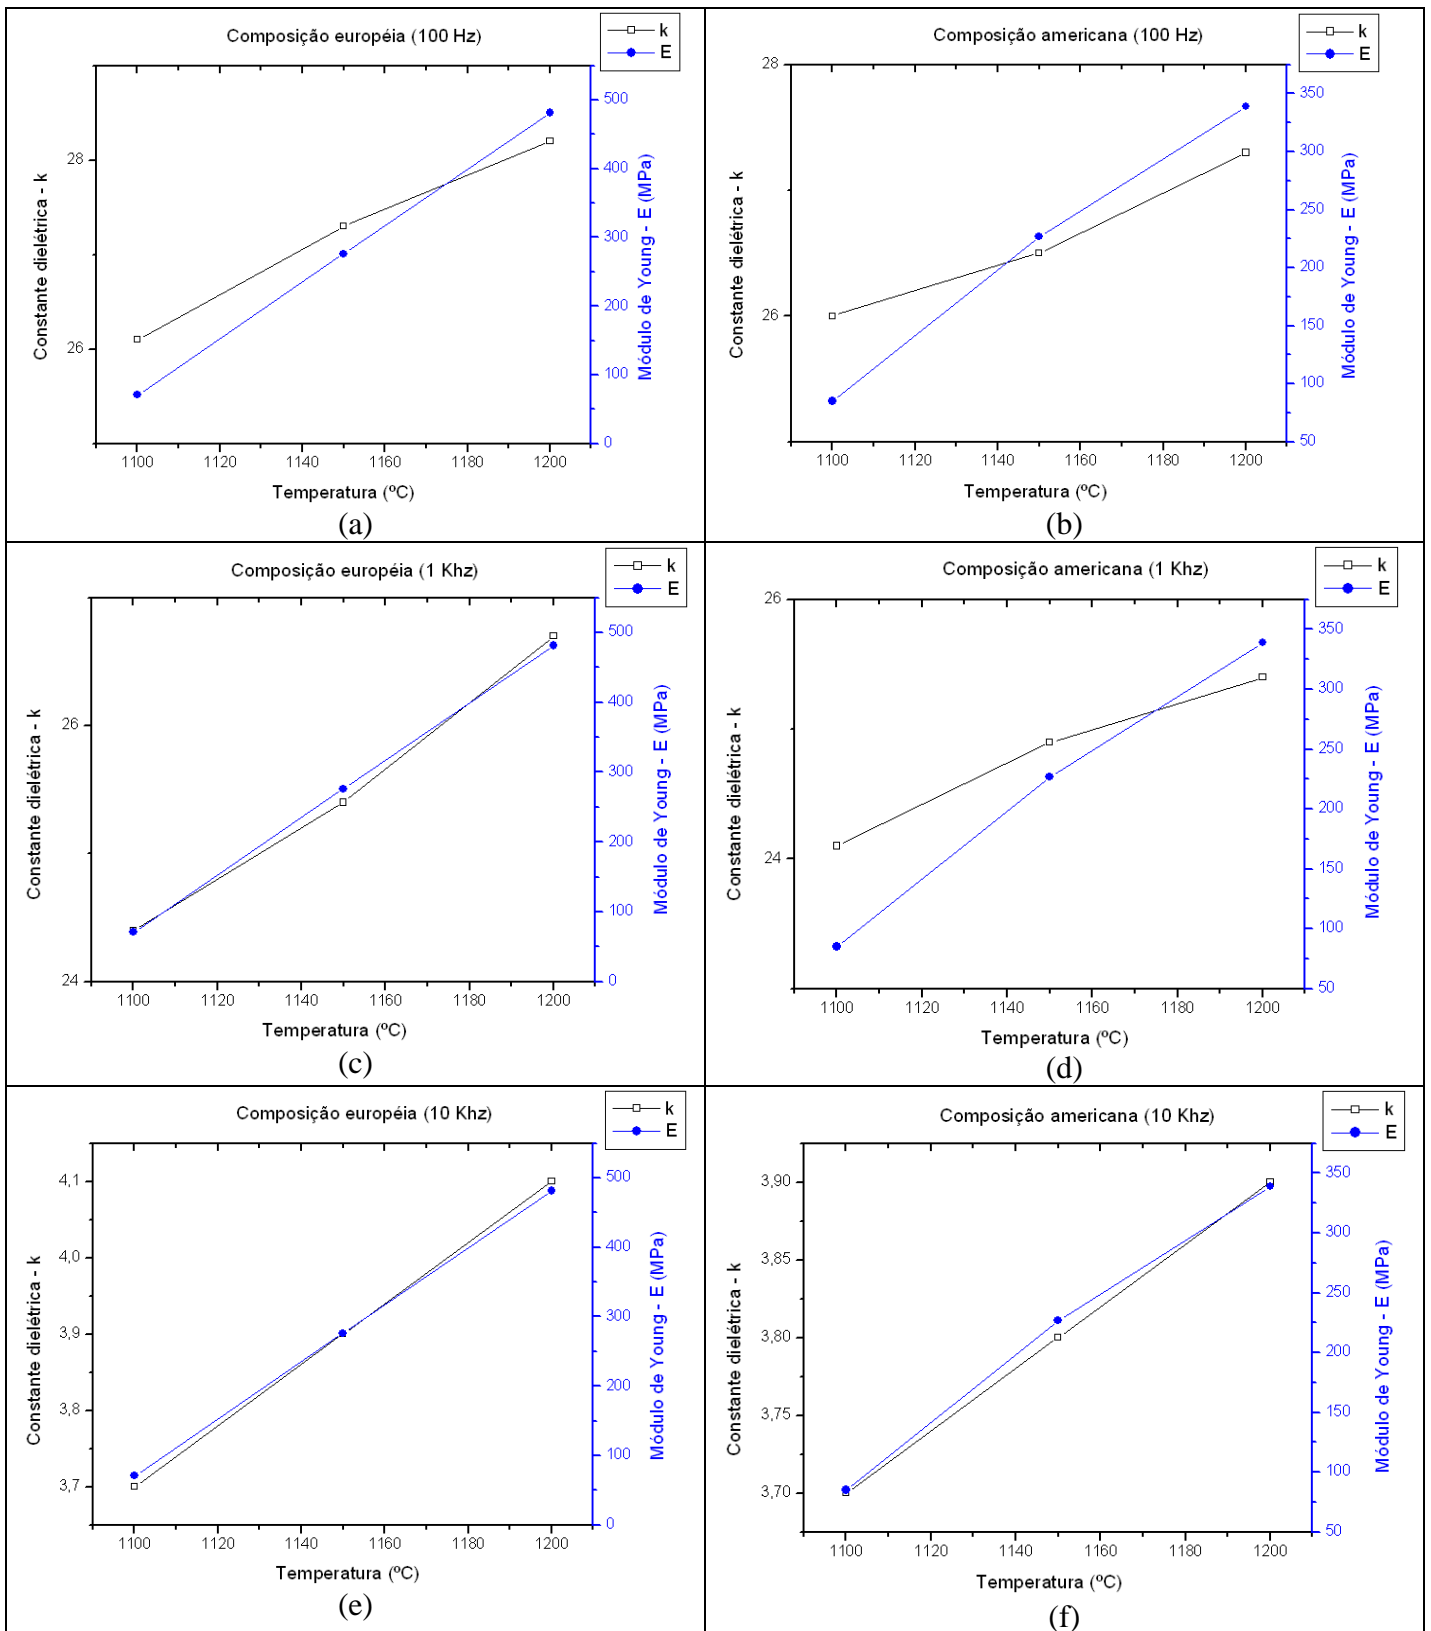 Composição européia (100 Hz)
k
E
Constante dielétrica - k
28
26
500
400
300
200
100
0
Módulo de Young - E (MPa)
1100 1120 1140 1160 1180 1200
Temperatura (ºC)
(a)
Composição americana (100 Hz)
k
E
Constante dielétrica - k
28
26
350
300
250
200
150
100
50
Módulo de Young - E (MPa)
1100 1120 1140 1160 1180 1200
Temperatura (ºC)
(b)
Composição européia (1 Khz)
k
E
Constante dielétrica - k
26
24
500
400
300
200
100
0
Módulo de Young - E (MPa)
1100 1120 1140 1160 1180 1200
Temperatura (ºC)
(c)
Composição americana (1 Khz)
k
E
Constante dielétrica - k
26
24
350
300
250
200
150
100
50
Módulo de Young - E (MPa)
1100 1120 1140 1160 1180 1200
Temperatura (ºC)
(d)
Composição européia (10 Khz)
k
E
Constante dielétrica - k
4,1
4,0
3,9
3,8
3,7
500
400
300
200
100
0
Módulo de Young - E (MPa)
1100 1120 1140 1160 1180 1200
Temperatura (ºC)
(e)
Composição americana (10 Khz)
k
E
Constante dielétrica - k
3,90
3,85
3,80
3,75
3,70
350
300
250
200
150
100
50
Módulo de Young - E (MPa)
1100 1120 1140 1160 1180 1200
Temperatura (ºC)
(f)